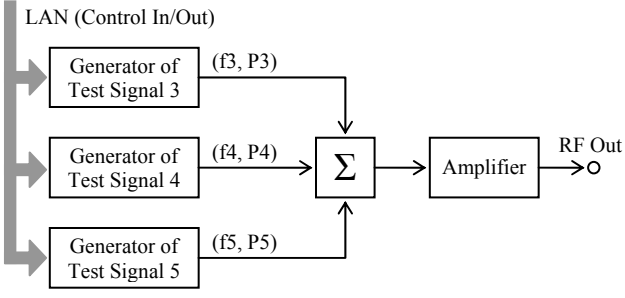 LAN (Control In/Out)
Generator of
Test Signal 3
(f3, P3)
Generator of
Test Signal 4
(f4, P4)
Σ
Amplifier
RF Out
Generator of
Test Signal 5
(f5, P5)